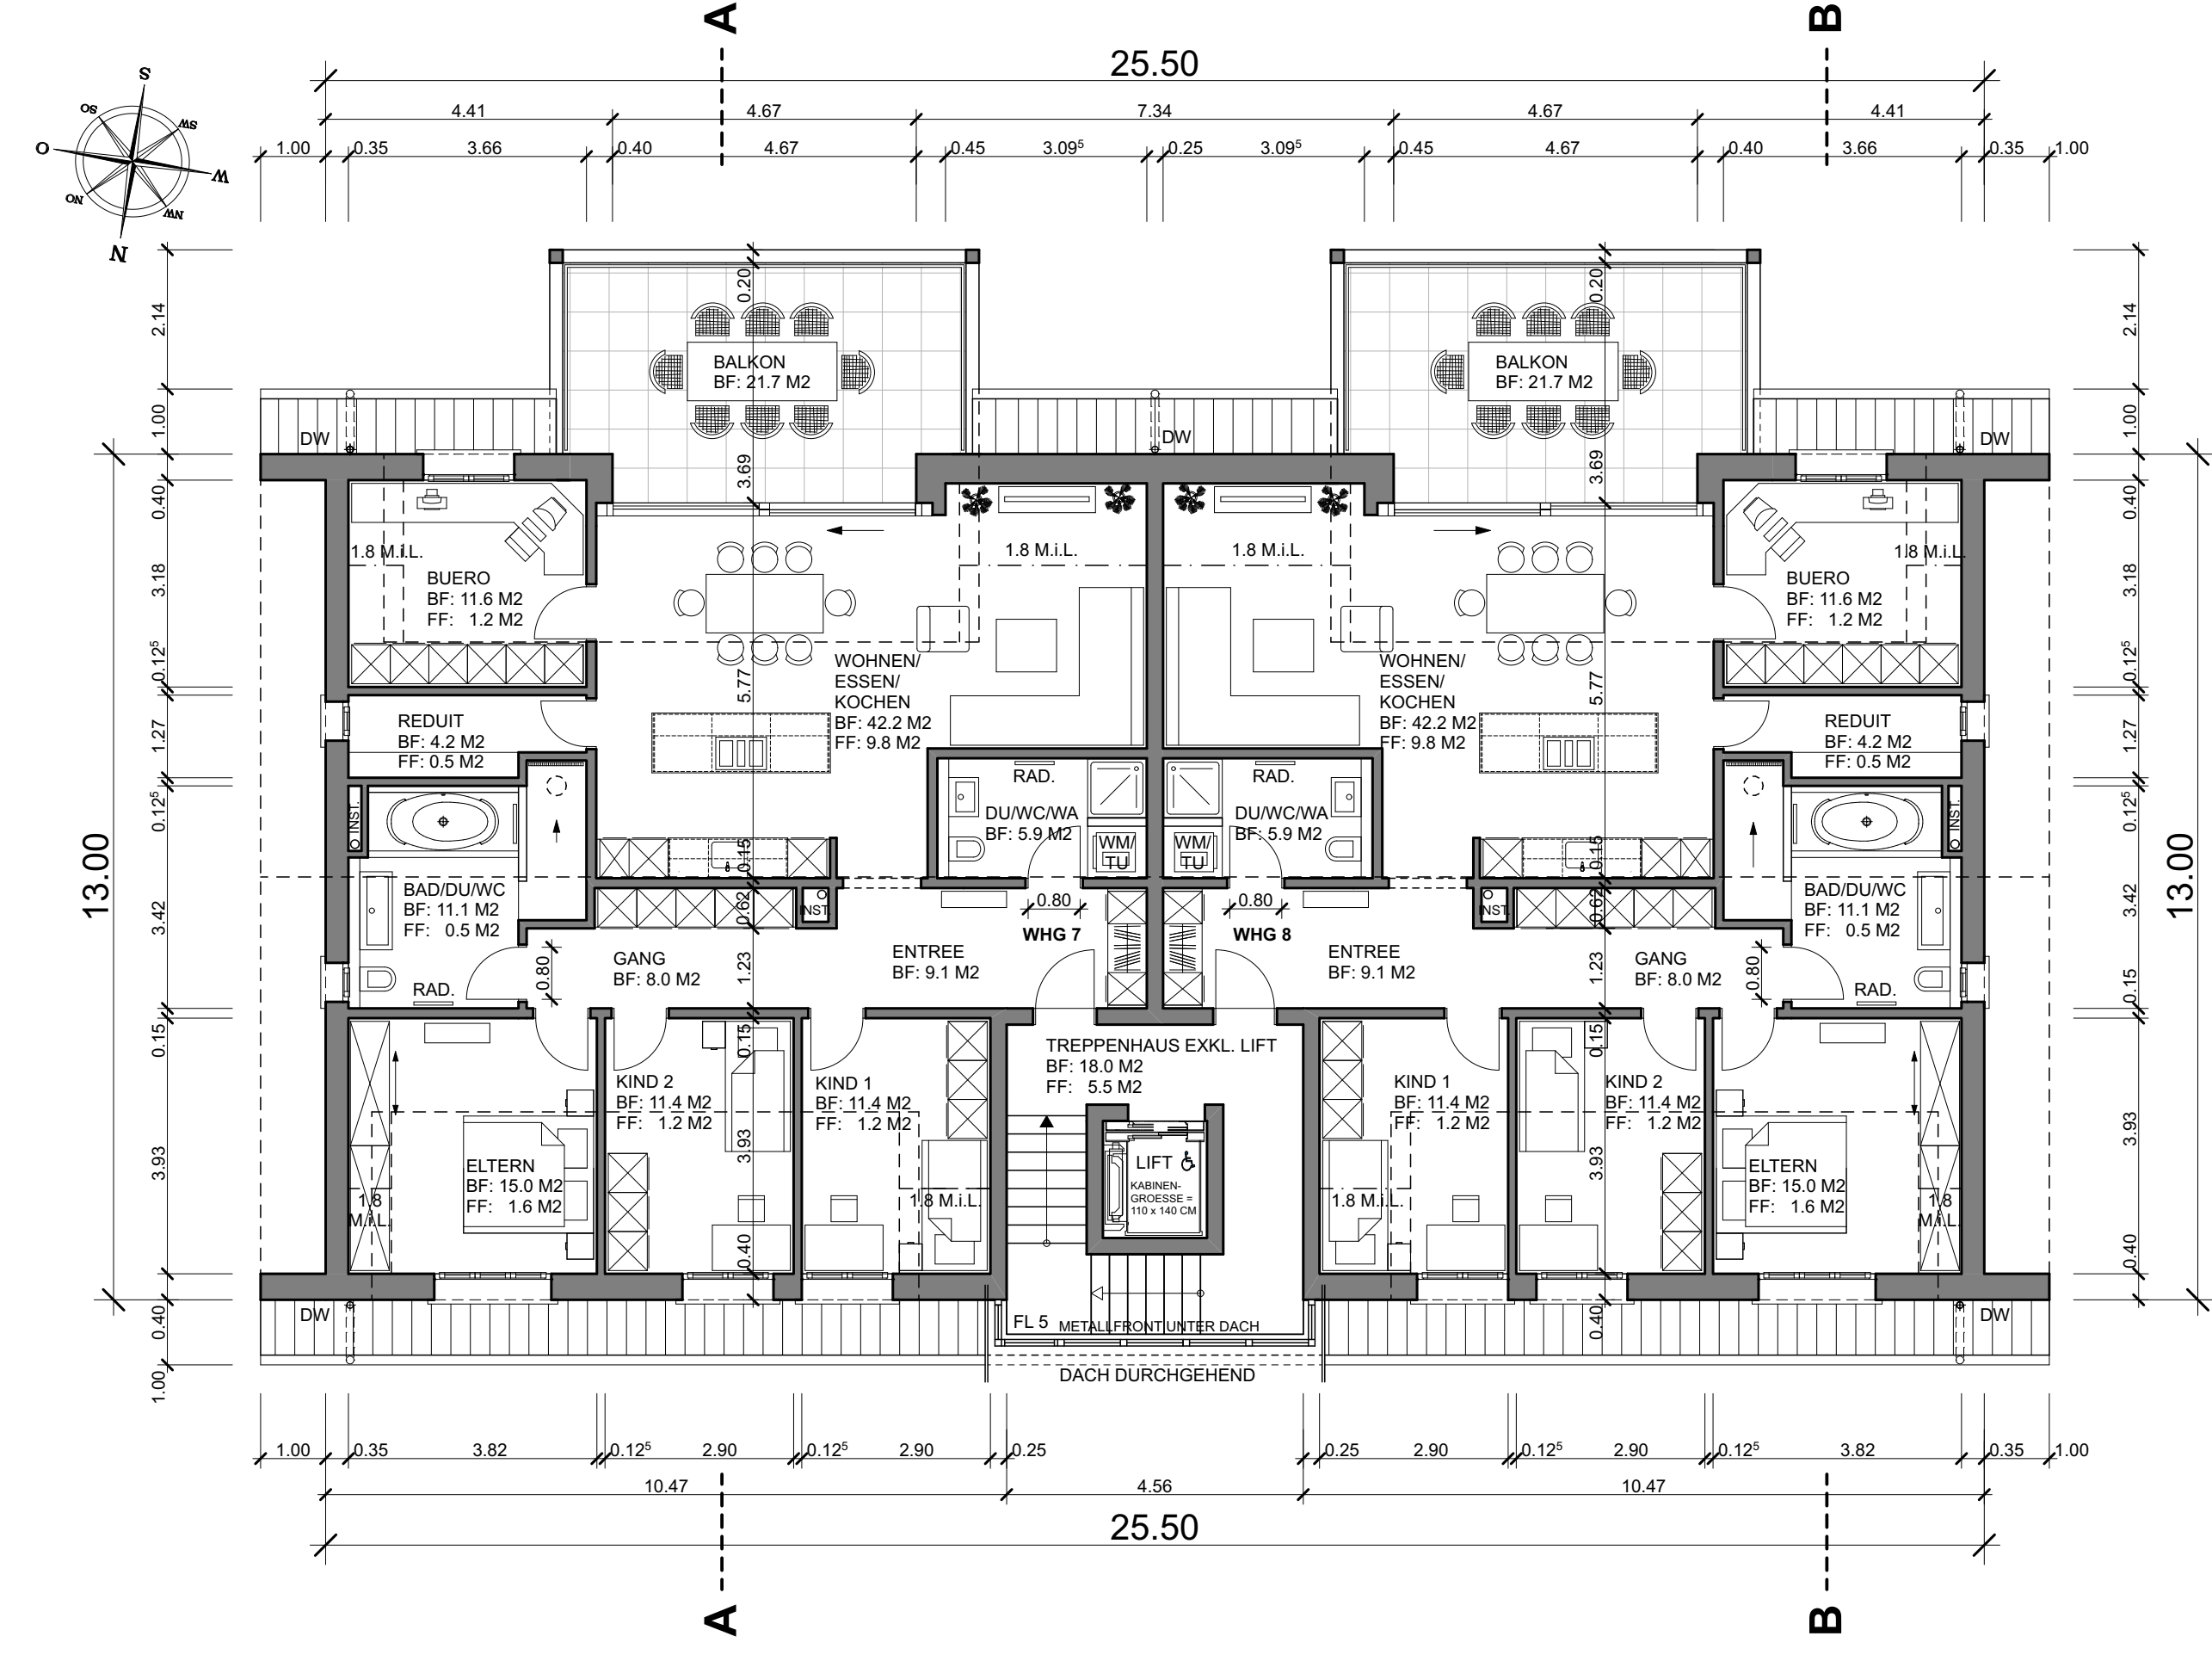 A
B
25.50
4.41
4.67
7.34
4.67
4.41
1.00
0.35
3.66
0.40
4.67
0.45
3.09⁵
0.25
3.09⁵
0.45
4.67
0.40
3.66
0.35
1.00
S
SO
SW
O
W
NO
NW
N
2.14
1.00
0.40
3.18
0.12⁵
1.27
0.12⁵
3.42
0.15
3.93
0.40
1.00
13.00
0.20
BALKON
BF: 21.7 M2
3.69
0.20
BALKON
BF: 21.7 M2
3.69
DW
DW
DW
1.8 M.i.L.
BUERO
BF: 11.6 M2
FF: 1.2 M2
1.8 M.i.L.
1.8 M.i.L.
1.8 M.i.L.
BUERO
BF: 11.6 M2
FF: 1.2 M2
5.77
WOHNEN/
ESSEN/
KOCHEN
BF: 42.2 M2
FF: 9.8 M2
WOHNEN/
ESSEN/
KOCHEN
BF: 42.2 M2
FF: 9.8 M2
5.77
REDUIT
BF: 4.2 M2
FF: 0.5 M2
REDUIT
BF: 4.2 M2
FF: 0.5 M2
RAD.
DU/WC/WA
BF: 5.9 M2
WM/
TU
RAD.
DU/WC/WA
BF: 5.9 M2
WM/
TU
INST.
INST.
0.15
0.15
BAD/DU/WC
BF: 11.1 M2
FF: 0.5 M2
RAD.
BAD/DU/WC
BF: 11.1 M2
FF: 0.5 M2
RAD.
0.62
INST.
0.80
WHG 7
0.80
WHG 8
INST.
0.62
GANG
BF: 8.0 M2
0.80
1.23
ENTREE
BF: 9.1 M2
ENTREE
BF: 9.1 M2
1.23
GANG
BF: 8.0 M2
0.80
0.15
0.15
TREPPENHAUS EXKL. LIFT
BF: 18.0 M2
FF: 5.5 M2
KIND 2
BF: 11.4 M2
FF: 1.2 M2
KIND 1
BF: 11.4 M2
FF: 1.2 M2
KIND 1
BF: 11.4 M2
FF: 1.2 M2
KIND 2
BF: 11.4 M2
FF: 1.2 M2
3.93
3.93
ELTERN
BF: 15.0 M2
FF: 1.6 M2
ELTERN
BF: 15.0 M2
FF: 1.6 M2
LIFT
KABINEN-
GROESSE =
110 x 140 CM
1.8
M.i.L.
1.8 M.i.L.
1.8 M.i.L.
1.8
M.i.L.
0.40
0.40
DW
FL 5
METALLFRONT UNTER DACH
DW
DACH DURCHGEHEND
2.14
1.00
0.40
3.18
0.12⁵
1.27
0.12⁵
3.42
0.15
3.93
0.40
13.00
1.00
0.35
3.82
0.12⁵
2.90
0.12⁵
2.90
0.25
0.25
2.90
0.12⁵
2.90
0.12⁵
3.82
0.35
1.00
10.47
4.56
10.47
25.50
A
B